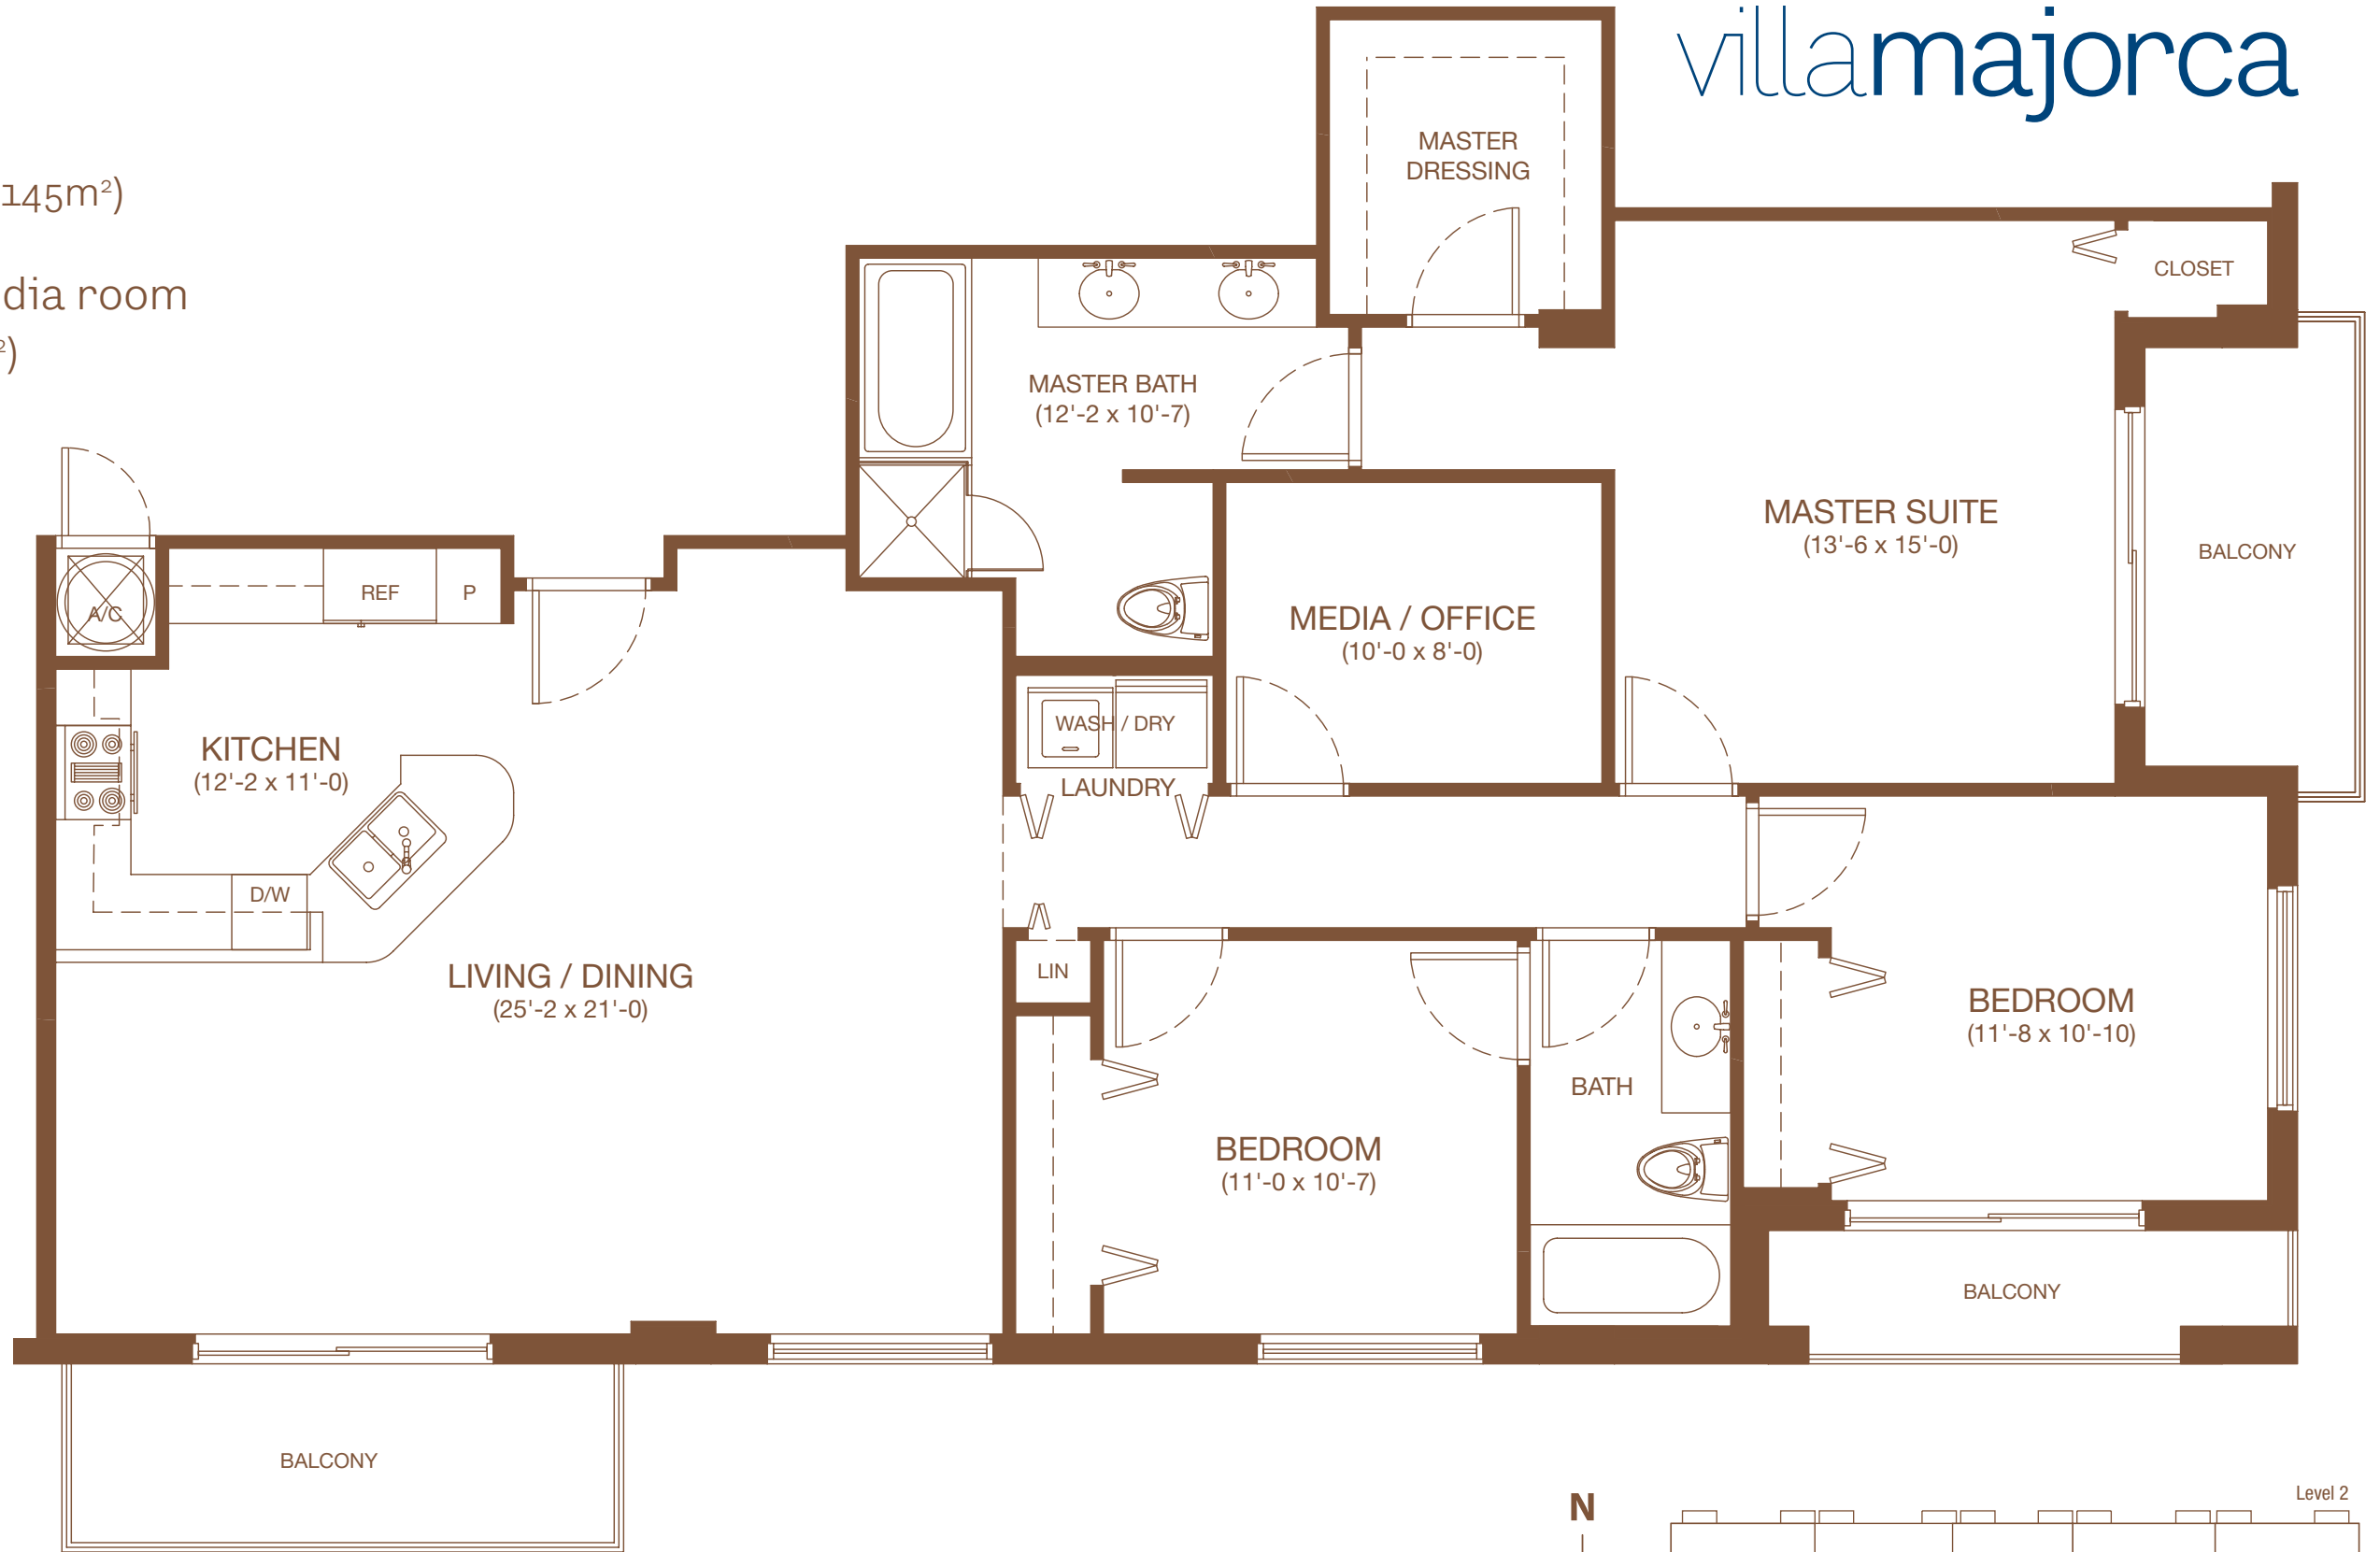 villamajorca
145m²)
dia room
²)
MASTER
DRESSING
CLOSET
MASTER BATH
(12'-2 x 10'-7)
MASTER SUITE
(13'-6 x 15'-0)
BALCONY
A/C
REF
P
MEDIA / OFFICE
(10'-0 x 8'-0)
WASH / DRY
LAUNDRY
KITCHEN
(12'-2 x 11'-0)
D/W
LIVING / DINING
(25'-2 x 21'-0)
LIN
BEDROOM
(11'-8 x 10'-10)
BATH
BEDROOM
(11'-0 x 10'-7)
BALCONY
BALCONY
N
Level 2